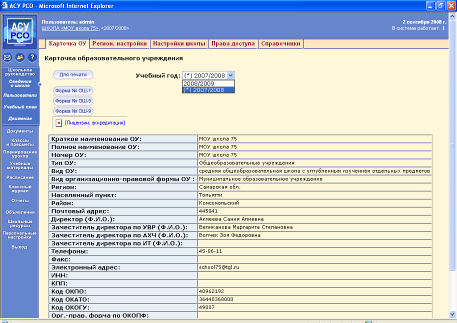 АСУ РСО - Microsoft Internet Explorer
АСУ РСО
Пользователь: admin
2 сентября 2008 г.
ШКОЛА «МОУ школа 75», «2007/2008»
В системе работает: 1
Карточка ОУ
Регион. настройки
Настройки школы
Права доступа
Справочники
Школьное руководство
Сведения о школе
Пользователи
Учебный план
Движение
Документы
Классы и предметы
Планирование уроков
Учебные материалы
Расписание
Классный журнал
Отчеты
Объявления
Школьные ресурсы
Персональные настройки
Выход
Карточка образовательного учреждения
Для печати
Учебный год: (*) 2007/2008
2008/2009
(*) 2007/2008
Форма № ОШ-1
Форма № ОШ-5
Форма № ОШ-9
[Лицензии, аккредитации]
Краткое наименование ОУ: МОУ школа 75
Полное наименование ОУ: МОУ школа 75
Номер ОУ: МОУ школа 75
Тип ОУ: Общеобразовательные учреждения
Вид ОУ: средняя общеобразовательная школа с углубленным изучением отдельных предметов
Вид организационно-правовой формы ОУ: Муниципальное образовательное учреждение
Регион: Самарская обл.
Населенный пункт: Тольятти
Район: Комсомольский
Почтовый адрес: 445041
Директор (Ф.И.О.): Сания Алиевна
Заместитель директора по УВР (Ф.И.О.): Великанова Маргарита Степановна
Заместитель директора по АХЧ (Ф.И.О.): Волчек Зоя Федоровна
Заместитель директора по ИТ (Ф.И.О.):
Телефоны: 45-06-11
Факс:
Электронный адрес: school75@tgl.ru
ИНН:
КПП:
Код ОКПО: 40962192
Код ОКАТО: 36440368000
Код ОКОГУ: 49007
Орг.-прав. форма по ОКОПФ: